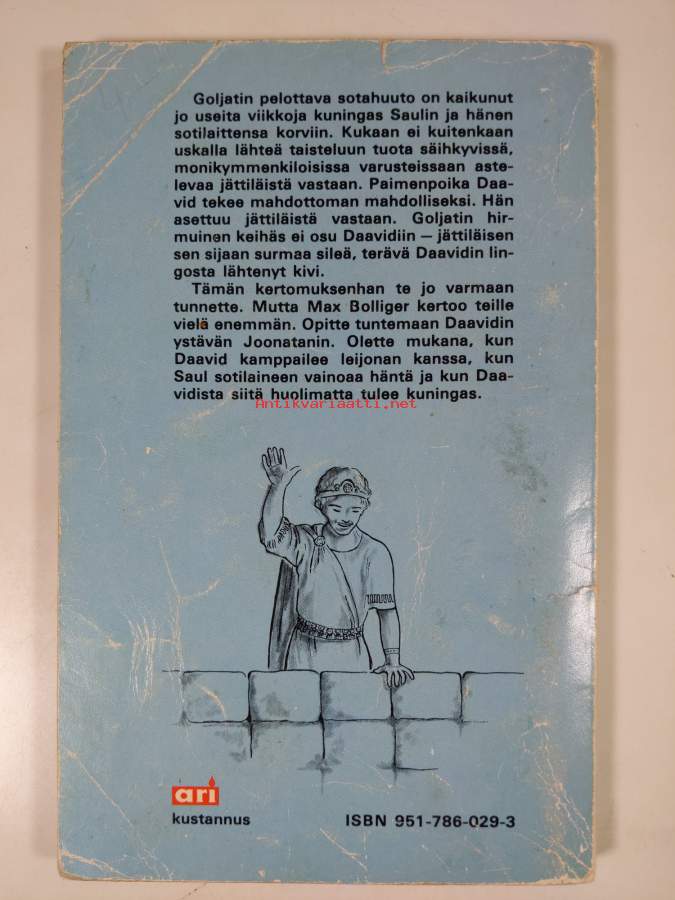 Goljatin pelottava sotahuuto on kaikunut
jo useita viikkoja kuningas Saulin ja hänen
sotilaittensa korviin. Kukaan ei kuitenkaan
uskalla lähteä taisteluun tuota säihkyvissä,
monikymmenkiloisissa varusteissaan aste-
levaa jättiläistä vastaan. Paimenpoika Daa-
vid tekee mahdottoman mahdolliseksi. Hän
asettuu jättiläistä vastaan. Goljatin hir-
muinen keihäs ei osu Daavidiin — jättiläisen
sen sijaan surmaa sileä, terävä Daavidin lin-
gosta lähtenyt kivi.
Tämän kertomuksenhan te jo varmaan
tunnette. Mutta Max Bolliger kertoo teille
vielä enemmän. Opitte tuntemaan Daavidin
ystävän Joonatanin. Olette mukana, kun
Daavid kamppailee leijonan kanssa, kun
Saul sotilaineen vainoaa häntä ja kun Daa-
vidista siitä huolimatta tulee kuningas.
Antikvariaatti.net
ari
kustannus
ISBN 951-786-029-3